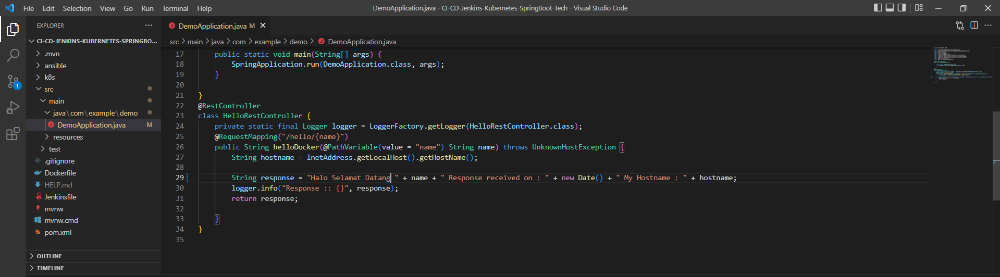 File Edit Selection View Go Run Terminal Help DemoApplication.java - CI-CD-Jenkins-Kubernetes-SpringBoot-Tech - Visual Studio Code
EXPLORER
CI-CD-JENKINS-KUBERNETES-SPRINGBO...
.mvn
ansible
k8s
1
src
main
java\com\example\demo
DemoApplication.java M
resources
test
.gitignore
Dockerfile
HELP.md
Jenkinsfile
mvnw
mvnw.cmd
pom.xml
OUTLINE
TIMELINE
DemoApplication.java M
src > main > java > com > example > demo > DemoApplication.java
17 public static void main(String[] args) {
18 SpringApplication.run(DemoApplication.class, args);
19 }
20
21 }
22 @RestController
23 class HelloRestController {
24 private static final Logger logger = LoggerFactory.getLogger(HelloRestController.class);
25 @RequestMapping("/hello/{name}")
26 public String helloDocker(@PathVariable(value = "name") String name) throws UnknownHostException {
27 String hostname = InetAddress.getLocalHost().getHostName();
28
29 String response = "Halo Selamat Datang " + name + " Response received on : " + new Date() + " My Hostname : " + hostname;
30 logger.info("Response :: {}", response);
31 return response;
32
33 }
34 }
35